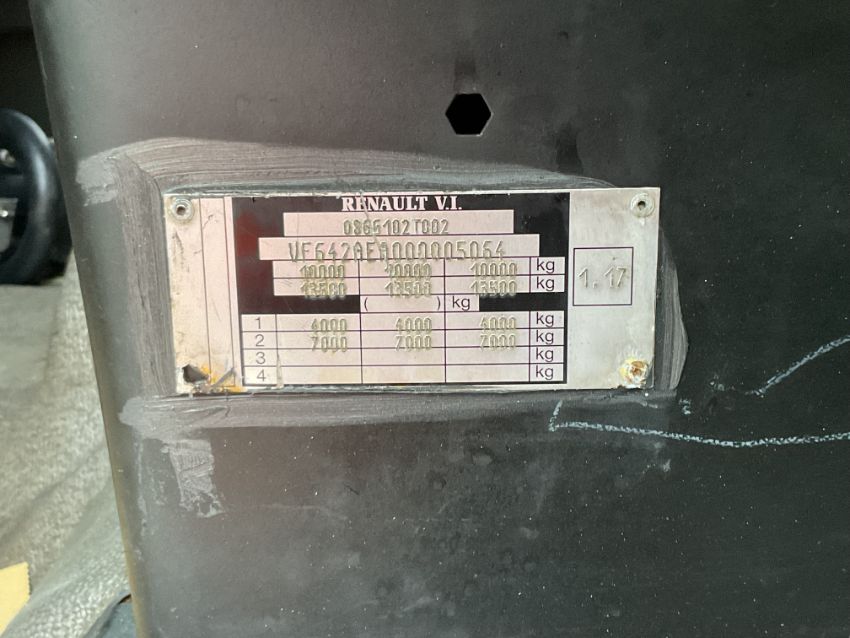 RENAULT V.I.
0865102T002
VF642AEA000005064
10000 10000 10000 kg
13500 13500 13500 kg
( ) kg
1 4000 4000 4000 kg
2 7000 7000 7000 kg
3 kg
4 kg
1.17